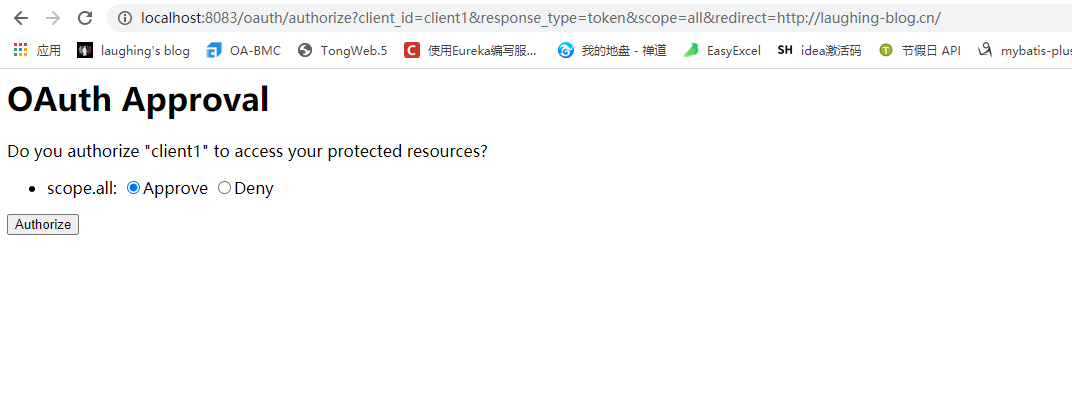 localhost:8083/oauth/authorize?client_id=client1&response_type=token&scope=all&redirect=http://laughing-blog.cn/
应用 laughing's blog OA-BMC TongWeb.5 使用Eureka编写服... 我的地盘 - 禅道 EasyExcel SH idea激活码 T 节假日 API mybatis-plus
OAuth Approval
Do you authorize "client1" to access your protected resources?
• scope.all: Approve Deny
Authorize